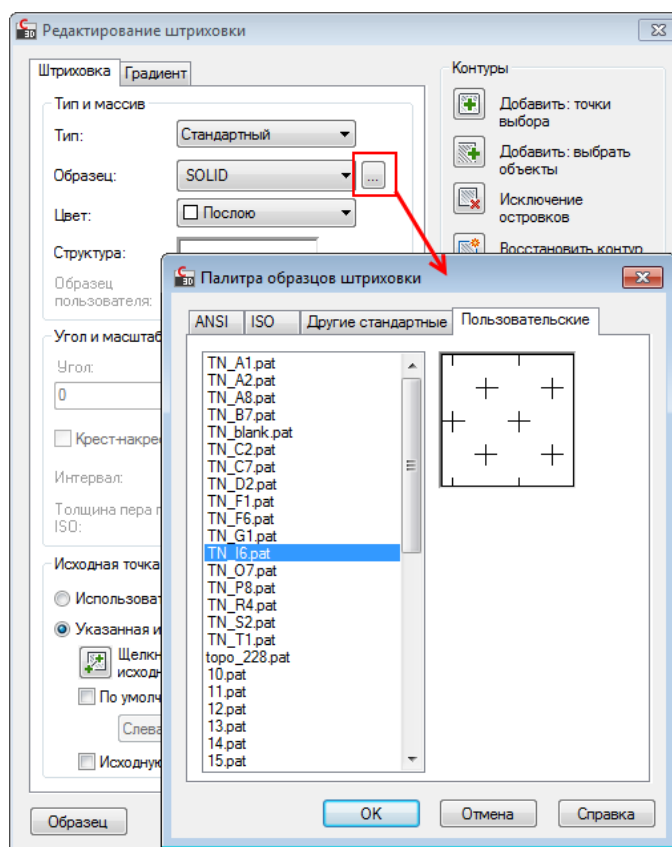 Редактирование штриховки
Штриховка Градиент
Контуры
Тип и массив
Добавить: точки
выбора
Тип:
Стандартный
Добавить: выбрать
объекты
Образец:
SOLID
...
Исключение
островков
Цвет:
Послою
Структура:
Восстановить контур
Образец
пользователя:
Палитра образцов штриховки
ANSI ISO Другие стандартные Пользовательские
Угол и масштаб
Угол:
0
Крест-накре
Интервал:
Толщина пера п
ISO:
Исходная точка
Использоват
Указанная и
Щелкн
исходн
По умолч
Слева
Исходную
TN_A1.pat
TN_A2.pat
TN_A8.pat
TN_B7.pat
TN_blank.pat
TN_C2.pat
TN_C7.pat
TN_D2.pat
TN_F1.pat
TN_F6.pat
TN_G1.pat
TN_I6.pat
TN_O7.pat
TN_P8.pat
TN_R4.pat
TN_S2.pat
TN_T1.pat
topo_228.pat
10.pat
11.pat
12.pat
13.pat
14.pat
15.pat
OK Отмена Справка
Образец